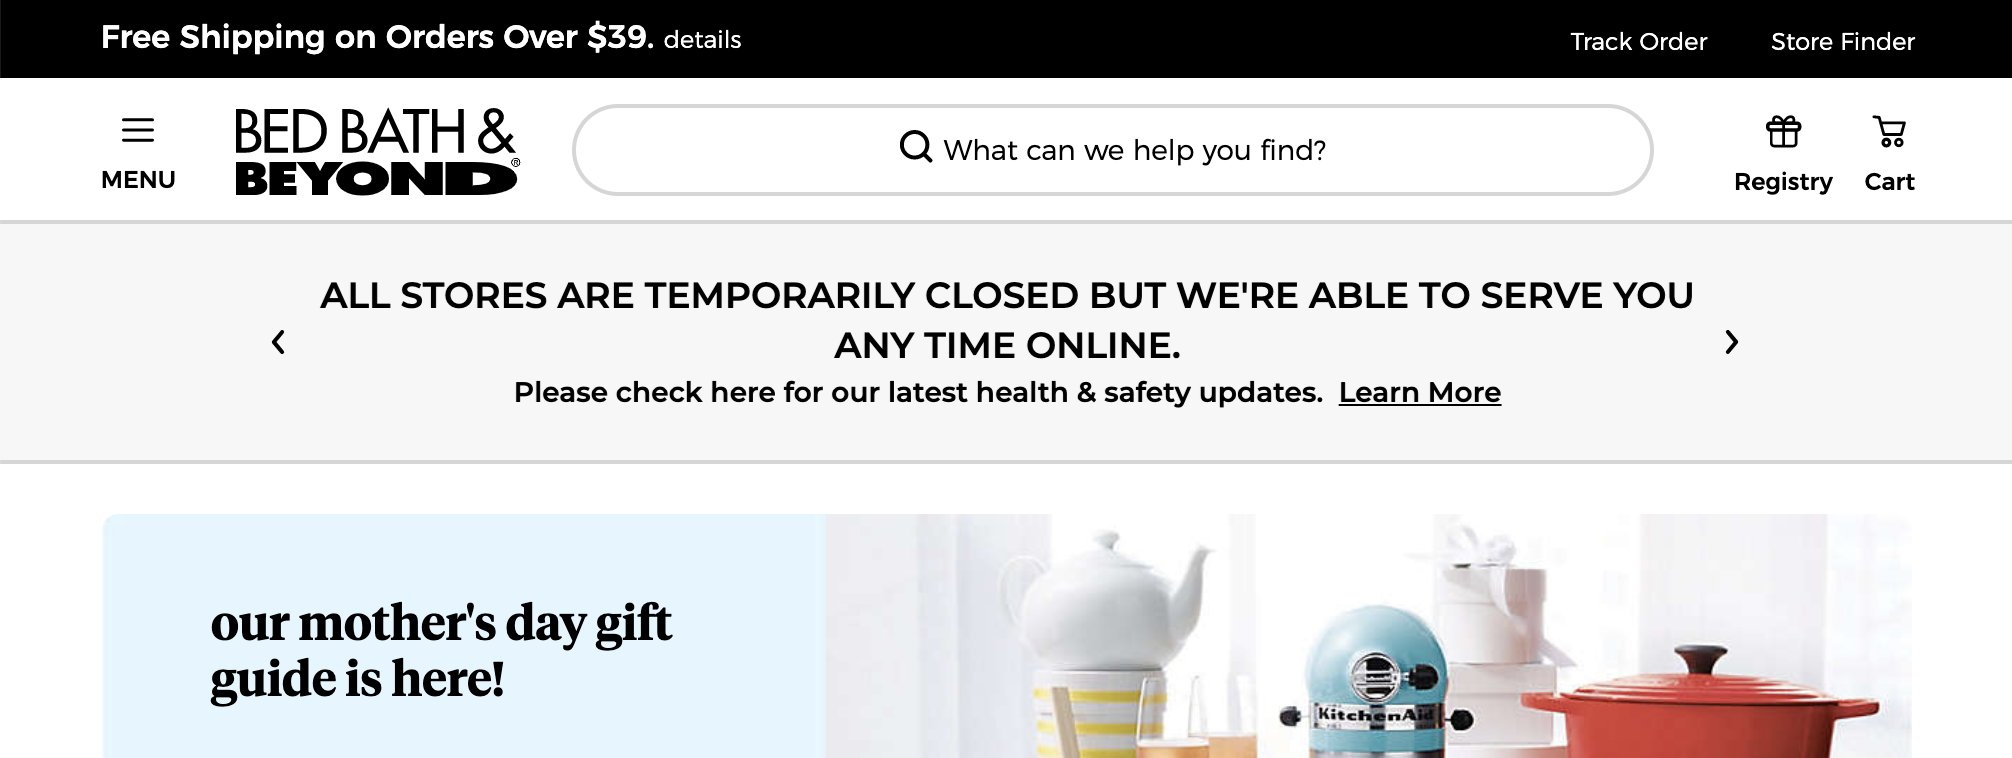 Free Shipping on Orders Over $39. details
Track Order
Store Finder
MENU
BED BATH &
BEYOND®
What can we help you find?
Registry
Cart
ALL STORES ARE TEMPORARILY CLOSED BUT WE'RE ABLE TO SERVE YOU
ANY TIME ONLINE.
Please check here for our latest health & safety updates. Learn More
our mother's day gift
guide is here!
KitchenAid